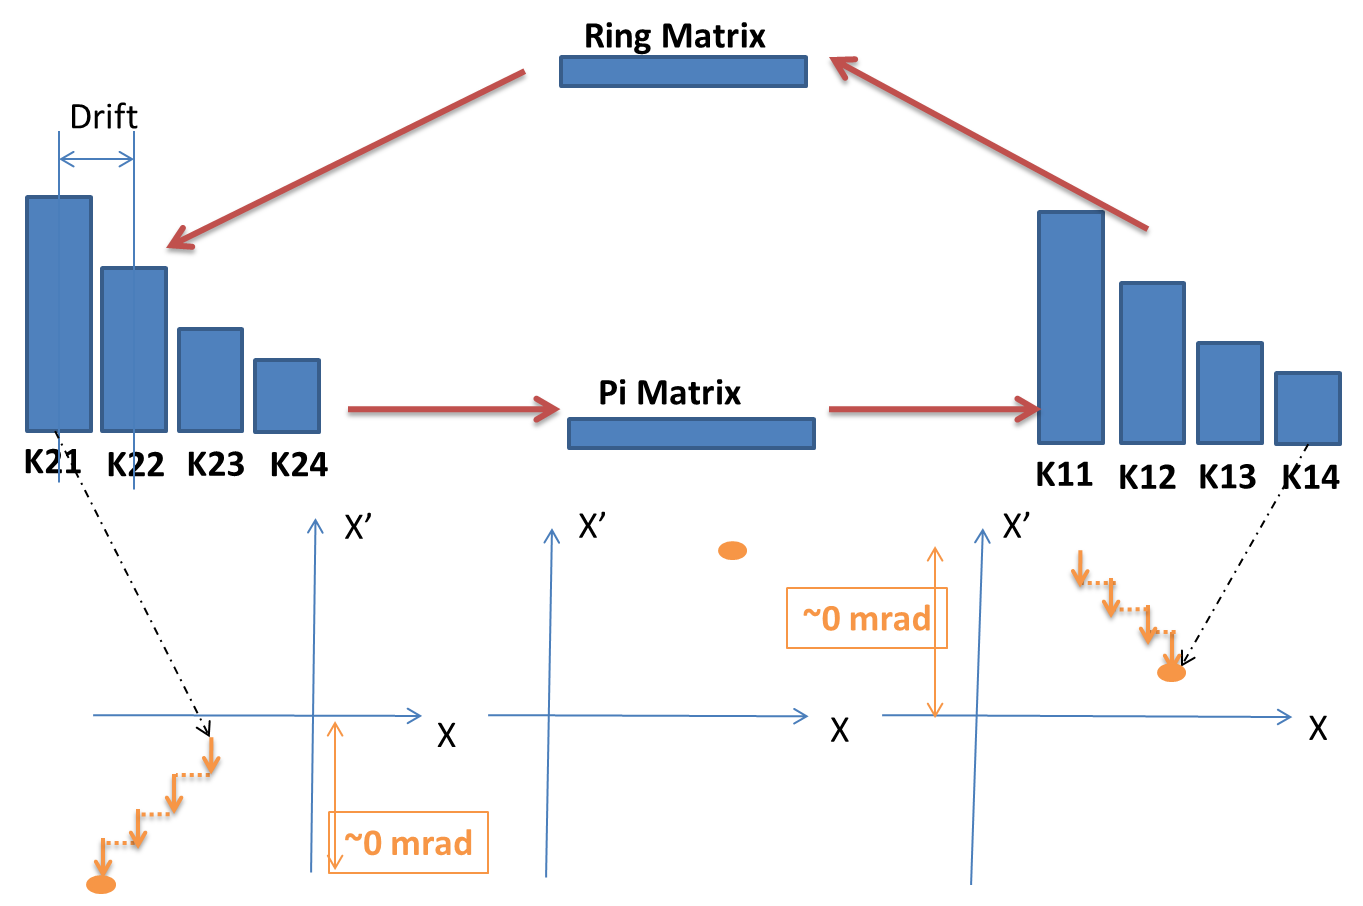 Ring Matrix
Drift
Pi Matrix
K21
K22
K23
K24
K11
K12
K13
K14
X’
X’
X’
~0 mrad
X
X
X
~0 mrad